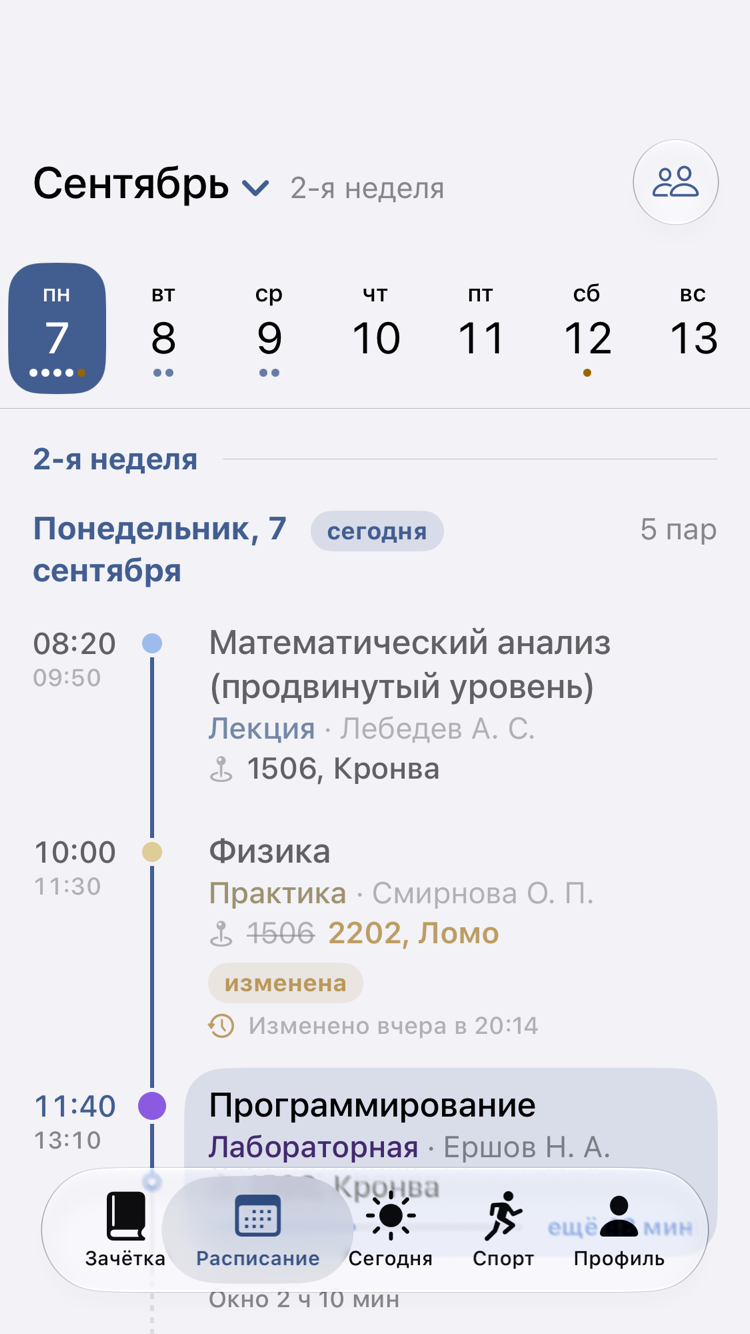 Сентябрь 2-я неделя
пн вт ср чт пт сб вс
7 8 9 10 11 12 13
2-я неделя
Понедельник, 7 сегодня 5 пар
сентября
08:20 Математический анализ
09:50 (продвинутый уровень)
Лекция · Лебедев А. С.
1506, Кронва
10:00 Физика
11:30 Практика · Смирнова О. П.
1506 2202, Ломо
изменена
Изменено вчера в 20:14
11:40 Программирование
13:10 Лабораторная · Ершов Н. А.
Кронва
ещё мин
Зачётка Расписание Сегодня Спорт Профиль
Окно 2 ч 10 мин